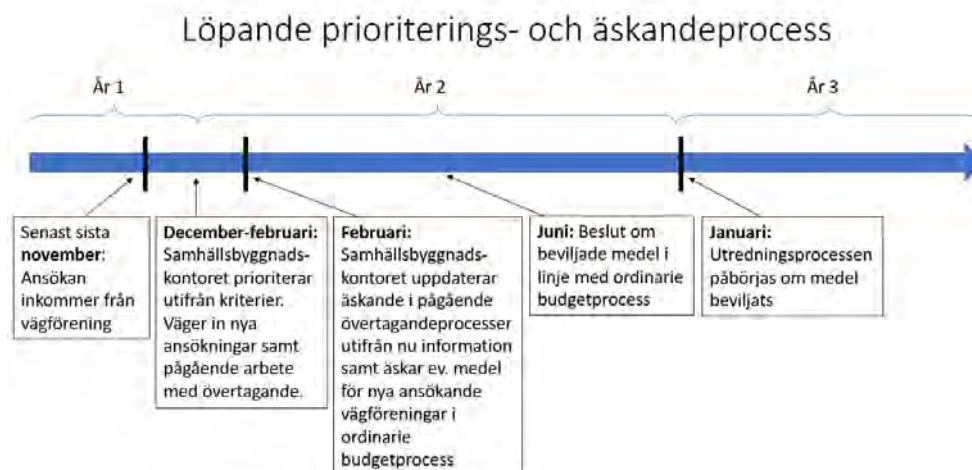 Löpande prioriterings- och äskandeprocess
År 1
År 2
År 3
Senast sista
november:
Ansökan
inkommer från
vägförening
December-februari:
Samhällsbyggnads-
kontoret prioriterar
utifrån kriterier.
Väger in nya
ansökningar samt
pågående arbete
med övertagande.
Februari:
Samhällsbyggnads-
kontoret uppdaterar
äskande i pågående
övertagandeprocesser
utifrån nu information
samt äskar ev. medel
för nya ansökande
vägföreningar i
ordinarie
budgetprocess
Juni: Beslut om
beviljade medel i
linje med ordinarie
budgetprocess
Januari:
Utredningsprocessen
påbörjas om medel
beviljats